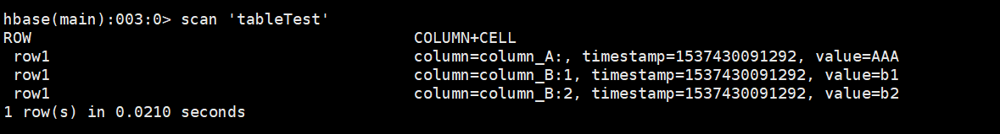 hbase(main):003:0> scan 'tableTest'
ROW COLUMN+CELL
row1 column=column_A:, timestamp=1537430091292, value=AAA
row1 column=column_B:1, timestamp=1537430091292, value=b1
row1 column=column_B:2, timestamp=1537430091292, value=b2
1 row(s) in 0.0210 seconds